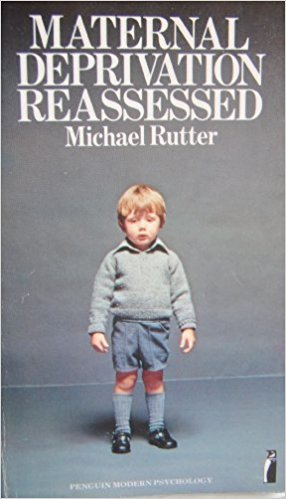 MATERNAL
DEPRIVATION
REASSESSED
Michael Rutter
PENGUIN MODERN PSYCHOLOGY